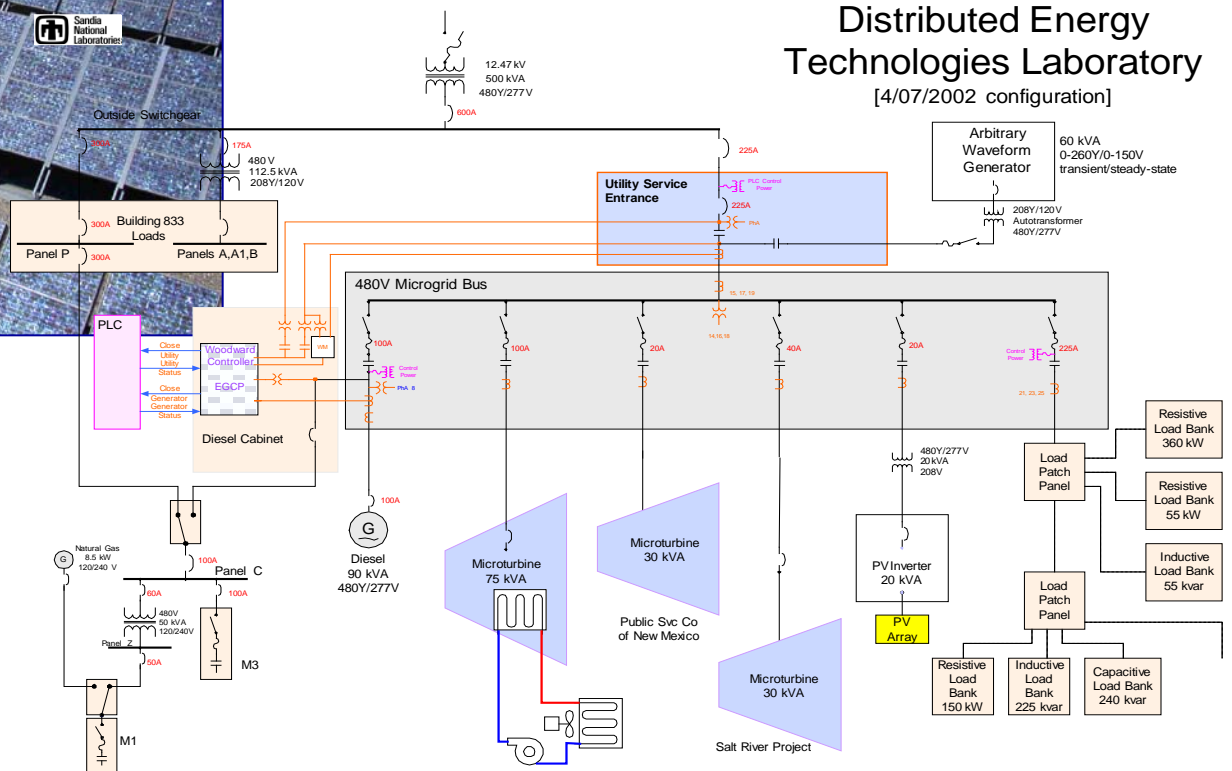 Sandia
National
Laboratories
Distributed Energy
Technologies Laboratory
[4/07/2002 configuration]
12.47 kV
500 kVA
480Y/277 V
600A
Outside Switchgear
175A
480 V
112.5 kVA
208Y/120V
225A
Arbitrary
Waveform
Generator
60 kVA
0-260Y/0-150V
transient/steady-state
Utility Service
Entrance
PLC Control
Power
225A
PhA
208Y/120V
Autotransformer
480Y/277V
300A
Building 833
Loads
Panel P
300A
Panels A,A1,B
480V Microgrid Bus
15, 17, 19
14,16,18
PLC
Close
Utility
Utility
Status
Close
Generator
Generator
Status
Woodward
Controller
EGCP
WM
Diesel Cabinet
100A
Control
Power
PhA B
100A
20A
40A
20A
225A
Control
Power
21, 23, 25
480Y/277V
20kVA
208V
Load
Patch
Panel
Resistive
Load Bank
360 kW
Resistive
Load Bank
55 kW
Inductive
Load Bank
55 kvar
100A
G
Diesel
90 kVA
480Y/277V
Microturbine
75 kVA
Microturbine
30 kVA
Public Svc Co
of New Mexico
Microturbine
30 kVA
Salt River Project
PV Inverter
20 kVA
PV
Array
Load
Patch
Panel
Resistive
Load
Bank
150 kW
Inductive
Load
Bank
225 kvar
Capacitive
Load Bank
240 kvar
G
Natural Gas
8.5 kW
120/240 V
100A
Panel C
60A
100A
480V
50 kVA
120/240V
Panel Z
50A
M3
M1